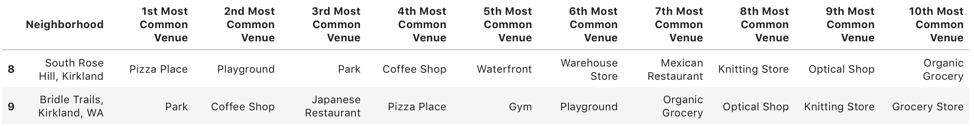 Neighborhood 1st Most Common Venue 2nd Most Common Venue 3rd Most Common Venue 4th Most Common Venue 5th Most Common Venue 6th Most Common Venue 7th Most Common Venue 8th Most Common Venue 9th Most Common Venue 10th Most Common Venue
8 South Rose Hill, Kirkland Pizza Place Playground Park Coffee Shop Waterfront Warehouse Store Mexican Restaurant Knitting Store Optical Shop Organic Grocery
9 Bridle Trails, Kirkland, WA Park Coffee Shop Japanese Restaurant Pizza Place Gym Playground Organic Grocery Optical Shop Knitting Store Grocery Store